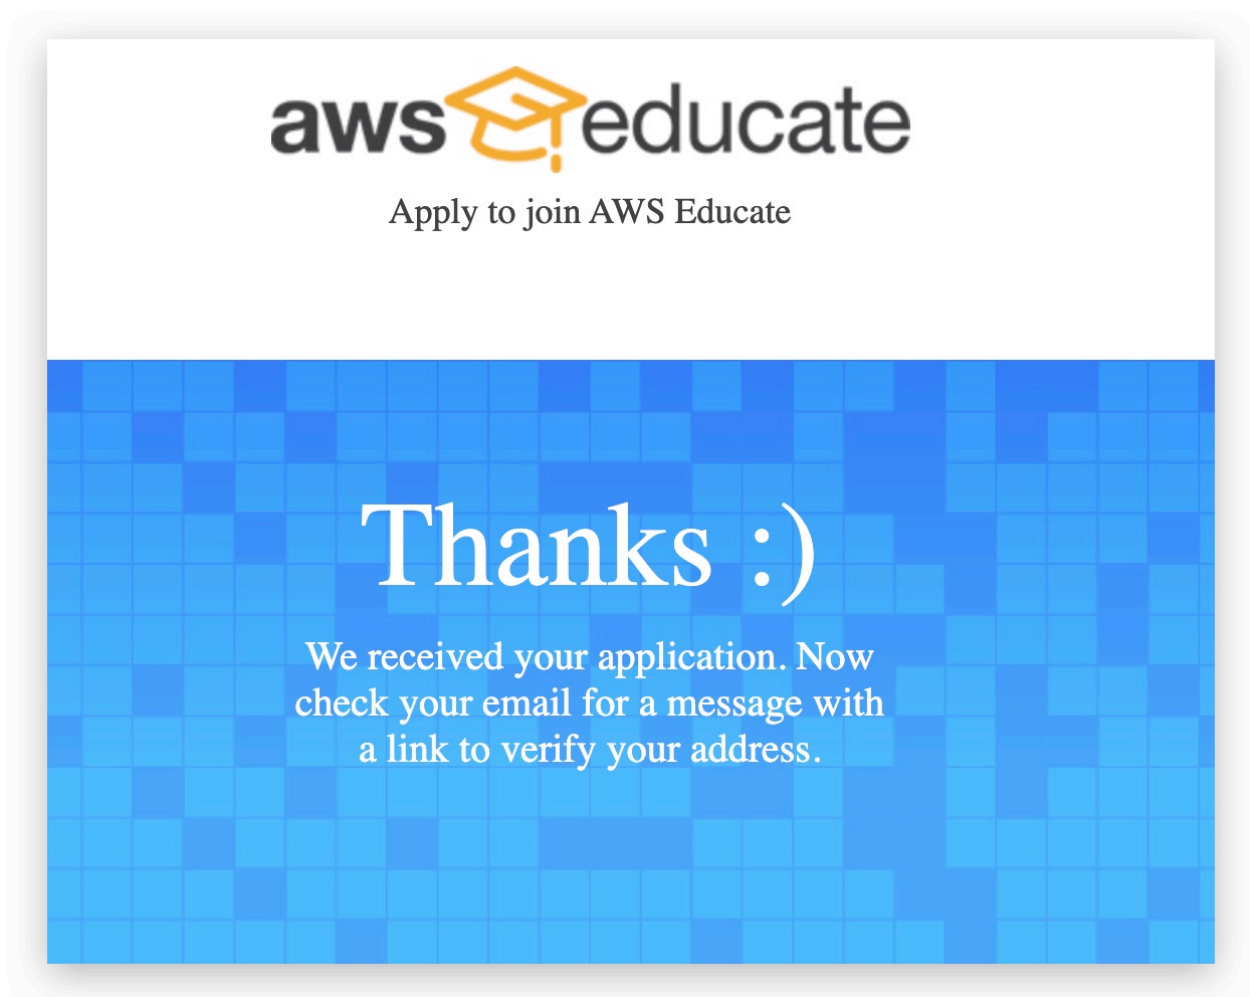 aws educate
Apply to join AWS Educate
Thanks :)
We received your application. Now
check your email for a message with
a link to verify your address.